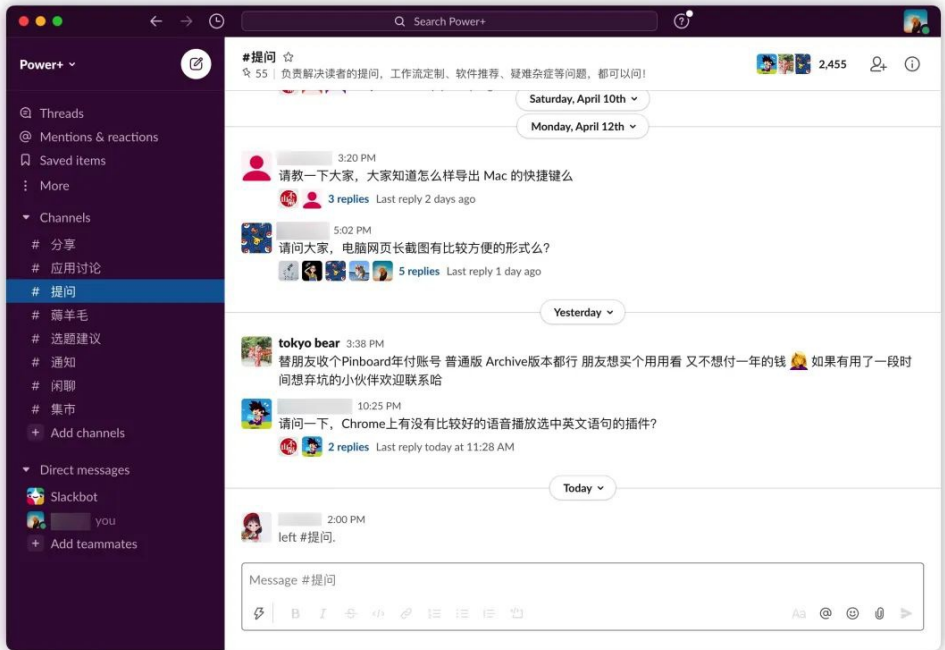 Search Power+
Power+
Threads
Mentions & reactions
Saved items
More
Channels
# 分享
# 应用讨论
# 提问
# 薅羊毛
# 选题建议
# 通知
# 闲聊
# 集市
+ Add channels
Direct messages
Slackbot
you
+ Add teammates
#提问
55 | 负责解决读者的提问，工作流定制、软件推荐、疑难杂症等问题，都可以问！
2,455
Saturday, April 10th
Monday, April 12th
3:20 PM
请教一下大家，大家知道怎么样导出 Mac 的快捷键么
3 replies Last reply 2 days ago
5:02 PM
请问大家，电脑网页长截图有比较方便的形式么?
5 replies Last reply 1 day ago
Yesterday
tokyo bear 3:38 PM
替朋友收个Pinboard年付账号 普通版 Archive版本都行 朋友想买个用用看 又不想付一年的钱 🤦‍♀️ 如果有用了一段时
间想弃坑的小伙伴欢迎联系哈
10:25 PM
请问一下，Chrome上有没有比较好的语音播放选中英文语句的插件?
2 replies Last reply today at 11:28 AM
Today
2:00 PM
left #提问.
Message #提问
Aa